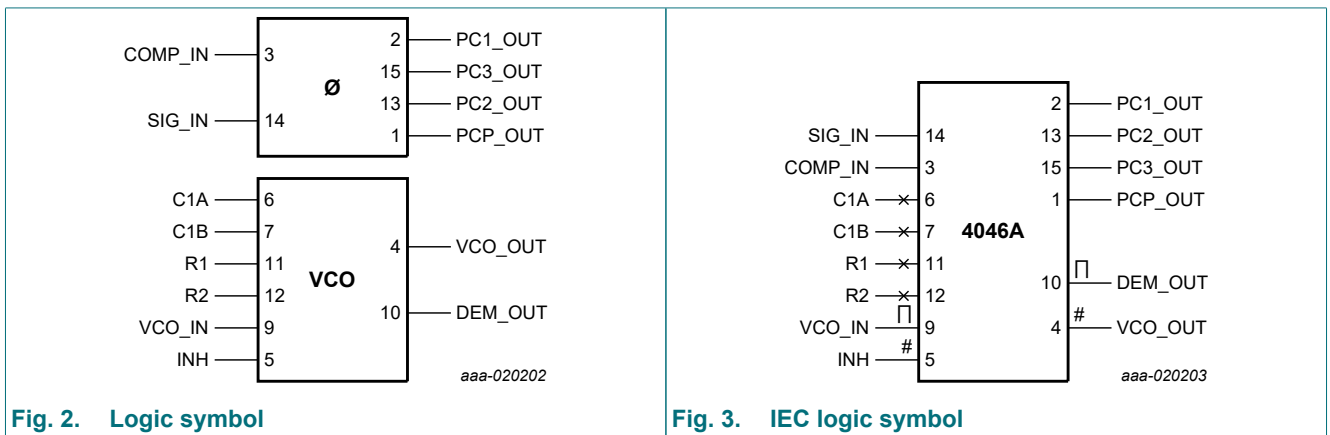 COMP_IN 3
SIG_IN 14
Ø
2 PC1_OUT
15 PC3_OUT
13 PC2_OUT
1 PCP_OUT
C1A 6
C1B 7
R1 11
R2 12
VCO_IN 9
INH 5
VCO
4 VCO_OUT
10 DEM_OUT
aaa-020202
Fig. 2. Logic symbol
SIG_IN 14
COMP_IN 3
C1A 6
C1B 7
R1 11
R2 12
VCO_IN ∏ 9
INH # 5
4046A
2 PC1_OUT
13 PC2_OUT
15 PC3_OUT
1 PCP_OUT
10 ∏ DEM_OUT
4 # VCO_OUT
aaa-020203
Fig. 3. IEC logic symbol